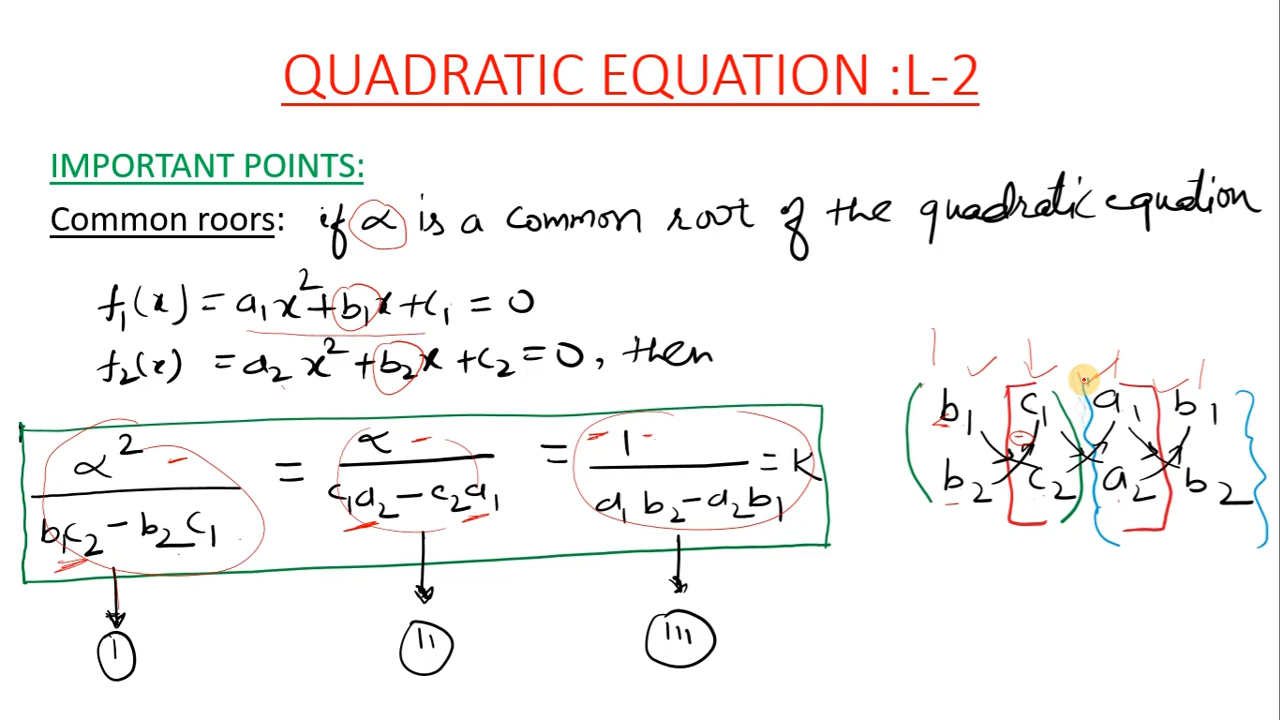 QUADRATIC EQUATION :L-2
IMPORTANT POINTS:
Common roors: if α is a common root of the quadratic equation
f₁(x) = a₁x² + b₁x + c₁ = 0
f₂(x) = a₂x² + b₂x + c₂ = 0, then
α² / (b₁c₂ − b₂c₁) = α / (c₁a₂ − c₂a₁) = 1 / (a₁b₂ − a₂b₁) = K
I II III
b₁ c₁ a₁ b₁
b₂ c₂ a₂ b₂